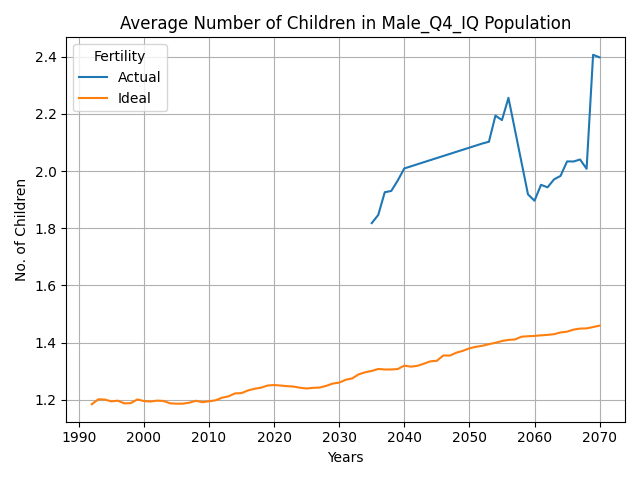 Average Number of Children in Male_Q4_IQ Population
Fertility
Actual
Ideal
No. of Children
2.4
2.2
2.0
1.8
1.6
1.4
1.2
1990 2000 2010 2020 2030 2040 2050 2060 2070
Years